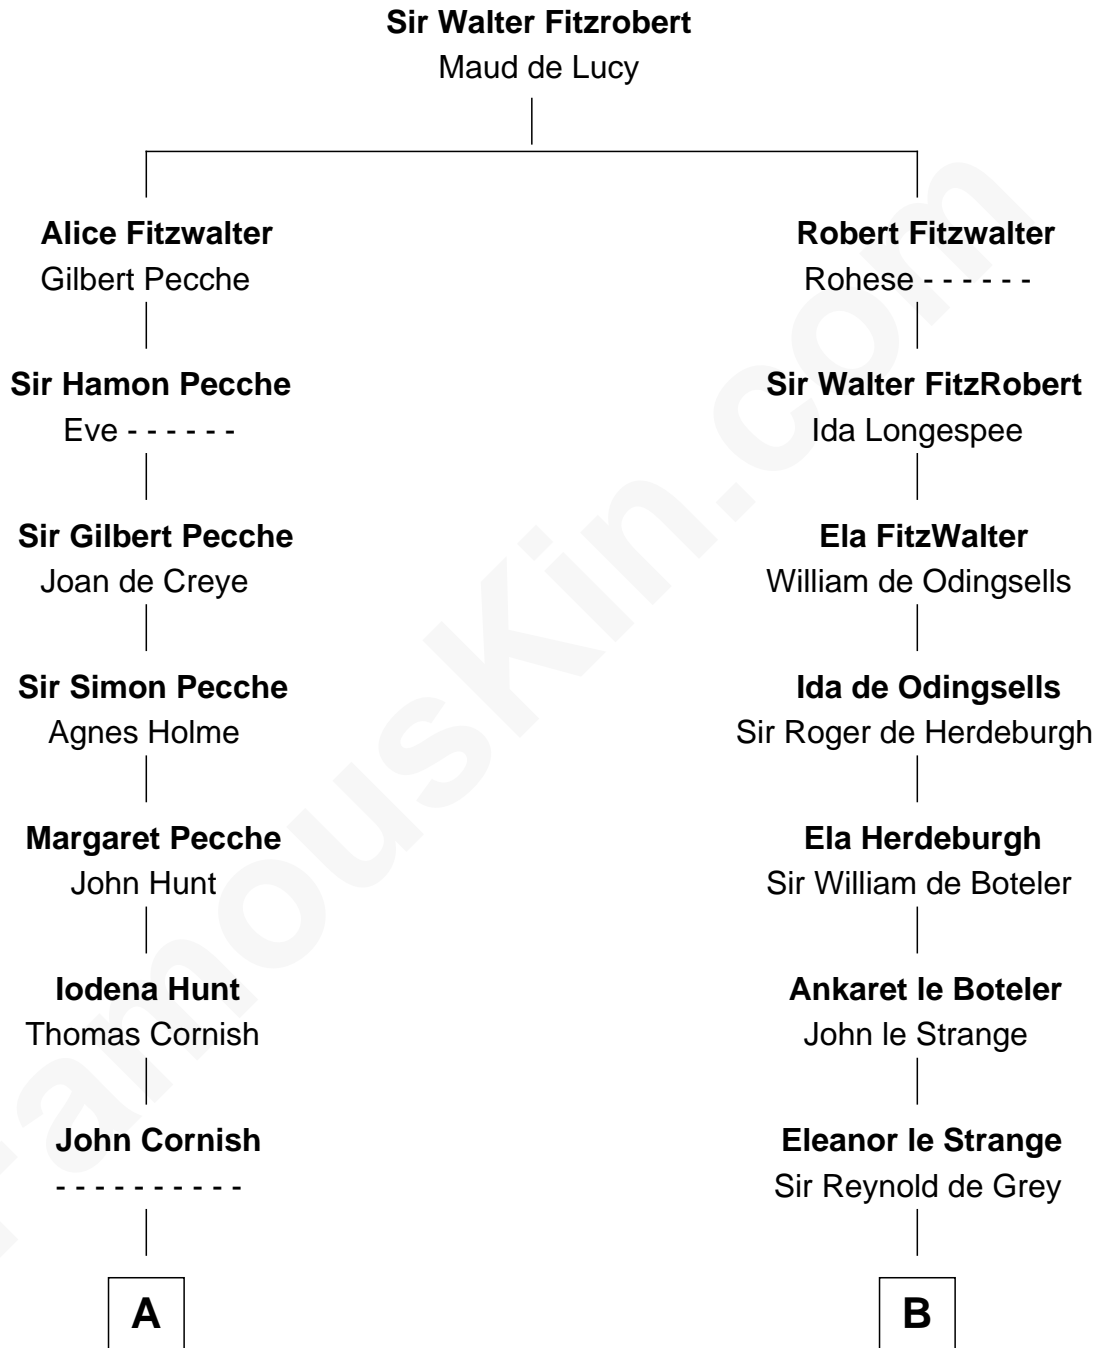 Sir Walter Fitzrobert
Maud de Lucy
Alice Fitzwalter
Gilbert Pecche
Robert Fitzwalter
Rohese - - - - - -
Sir Hamon Pecche
Eve - - - - - -
Sir Walter FitzRobert
Ida Longespee
Sir Gilbert Pecche
Joan de Creye
Ela FitzWalter
William de Odingsells
Sir Simon Pecche
Agnes Holme
Ida de Odingsells
Sir Roger de Herdeburgh
Margaret Pecche
John Hunt
Ela Herdeburgh
Sir William de Boteler
Iodena Hunt
Thomas Cornish
Ankaret le Boteler
John le Strange
John Cornish
- - - - - - - - - -
Eleanor le Strange
Sir Reynold de Grey
A
B
FamousKin.com